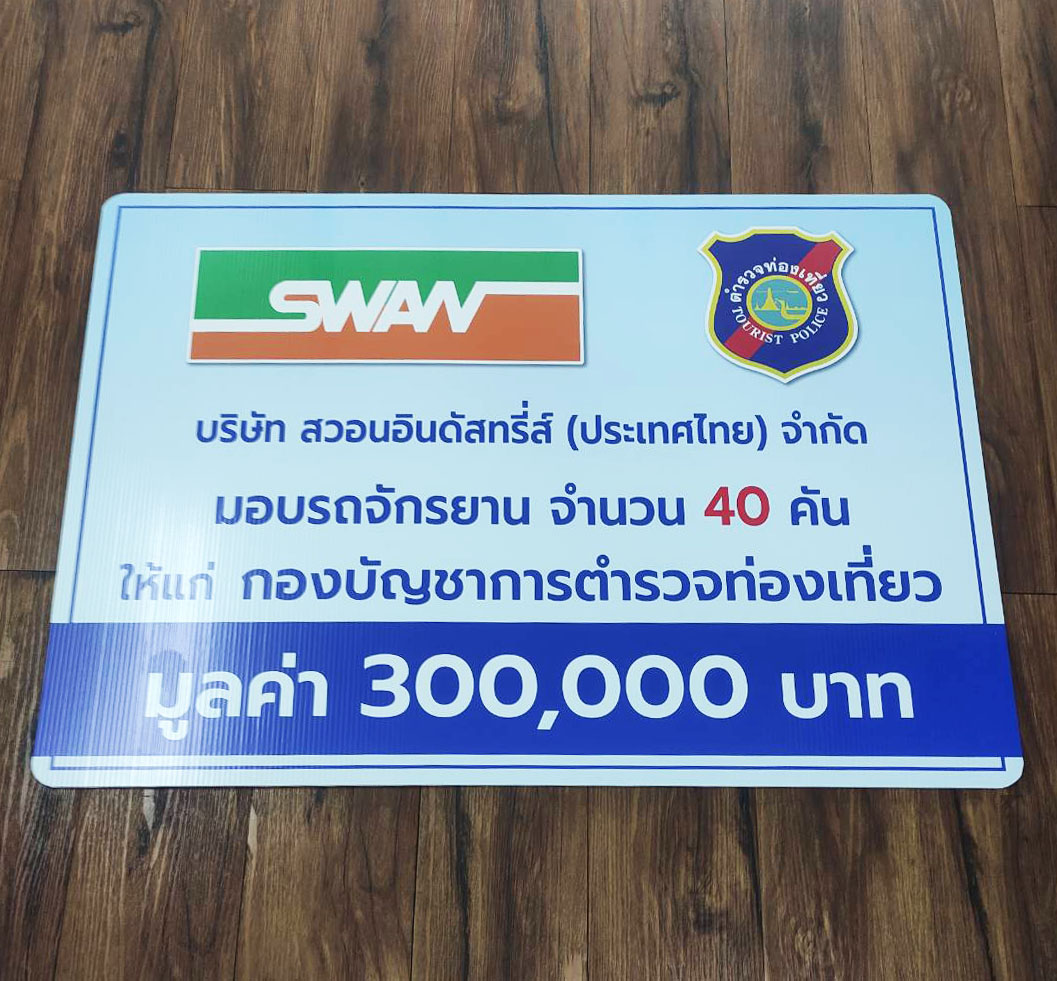 SWAN
ตำรวจท่องเที่ยว
TOURIST POLICE
บริษัท สวอนอินดัสทรี่ส์ (ประเทศไทย) จำกัด
มอบรถจักรยาน จำนวน 40 คัน
ให้แก่ กองบัญชาการตำรวจท่องเที่ยว
มูลค่า 300,000 บาท